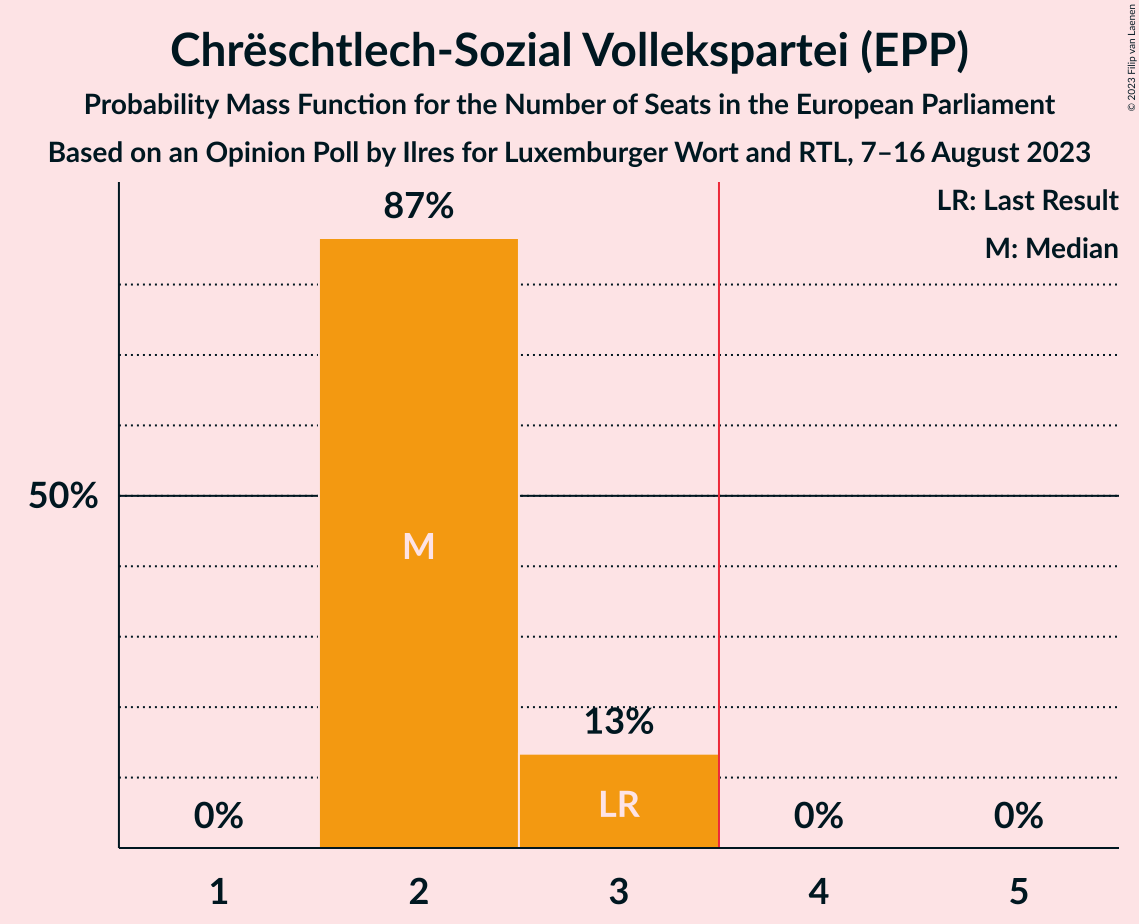 Chrëschtlech-Sozial Vollekspartei (EPP)
Probability Mass Function for the Number of Seats in the European Parliament
Based on an Opinion Poll by Ilres for Luxemburger Wort and RTL, 7–16 August 2023
© 2023 Filip van Laenen
LR: Last Result
M: Median
87%
50%
M
13%
LR
0%
0%
0%
1
2
3
4
5